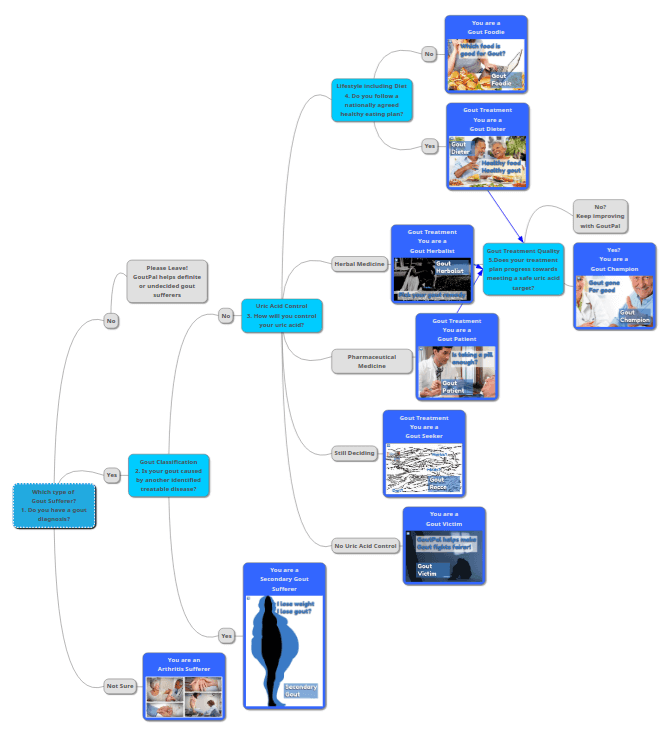 Which type of
Gout Sufferer?
1. Do you have a gout
diagnosis?
No
Please Leave!
GoutPal helps definite
or undecided gout
sufferers
Yes
Gout Classification
2. Is your gout caused
by another identified
treatable disease?
No
Uric Acid Control
3. How will you control
your uric acid?
Lifestyle Including Diet
4. Do you follow a
nationally agreed
healthy eating plan?
No
You are a
Gout Foodie
Which food is
good for Gout?
Gout
Foodie
Yes
Gout Treatment
You are a
Gout Dieter
Gout
Dieter
Healthy food
Healthy gout
Herbal Medicine
Gout Treatment
You are a
Gout Herbalist
Gout
Herbalist
your gout remedy
Pharmaceutical
Medicine
Gout Treatment
You are a
Gout Patient
Is taking a pill
enough?
Gout
Patient
Gout Treatment Quality
5.Does your treatment
plan progress towards
meeting a safe uric acid
target?
No?
Keep improving
with GoutPal
Yes?
You are a
Gout Champion
Gout gone
For good
Gout
Champion
Still Deciding
Gout Treatment
You are a
Gout Seeker
Gout
No Uric Acid Control
You are a
Gout Victim
GoutPal helps make
Gout fights fairer!
Gout
Victim
Yes
You are a
Secondary Gout
Sufferer
I lose weight
I lose gout?
Secondary
Gout
Not Sure
You are an
Arthritis Sufferer